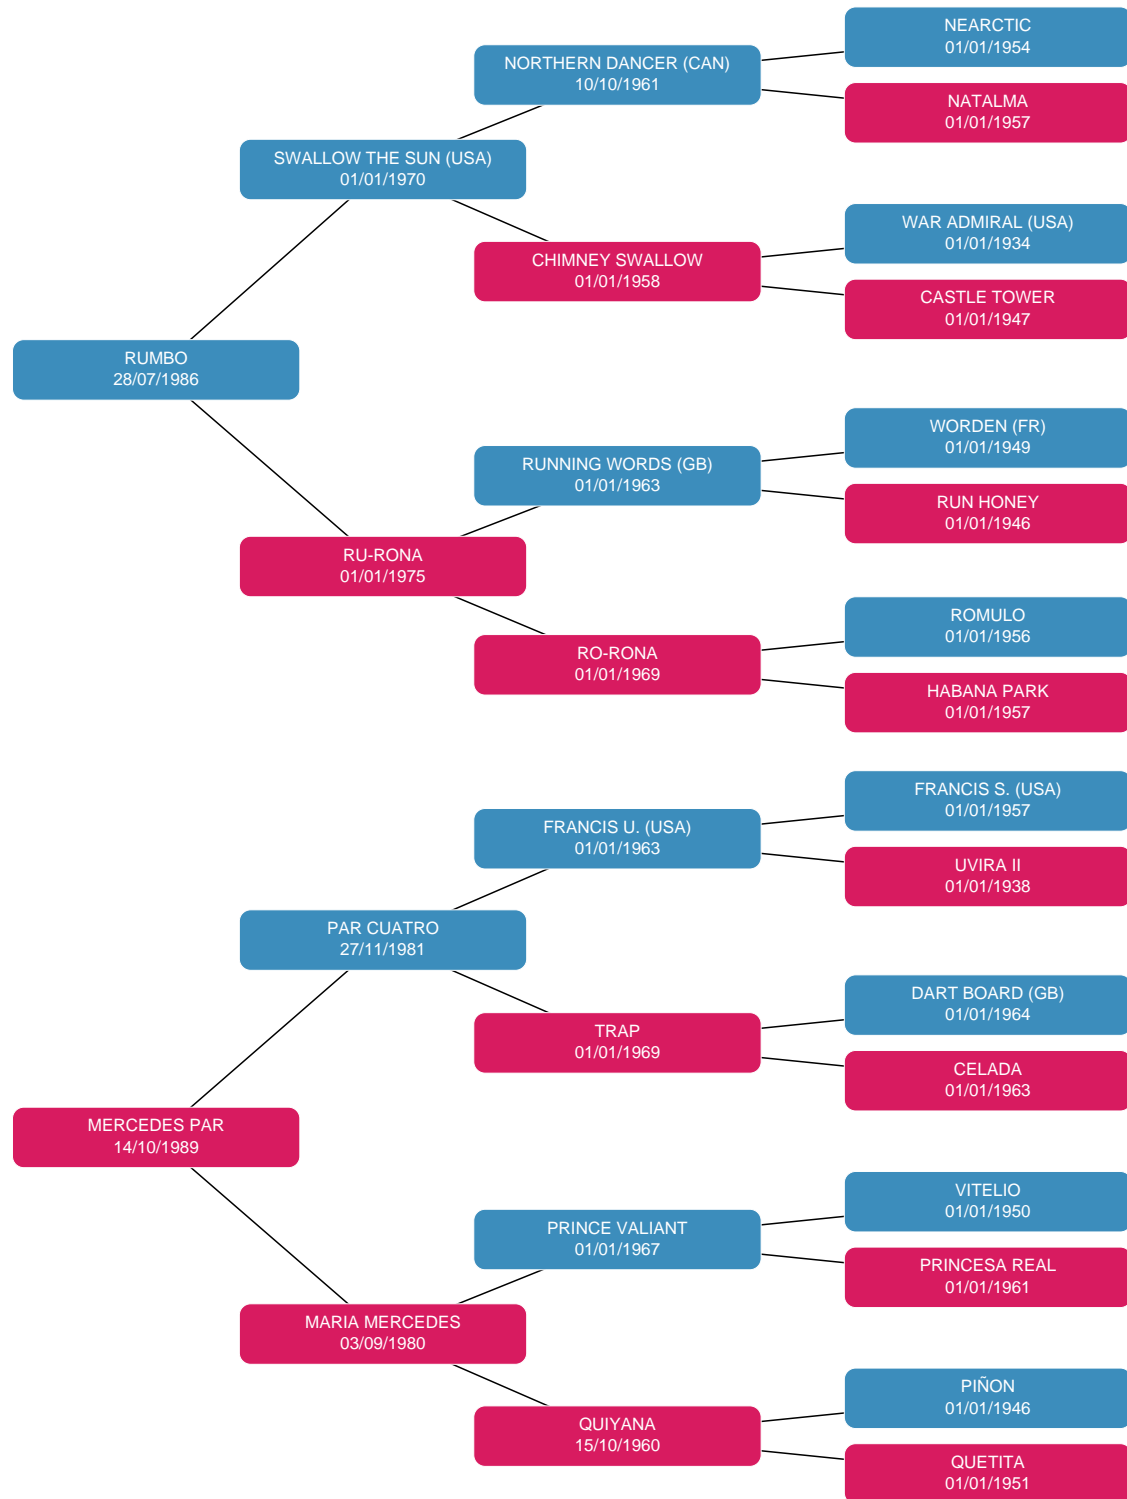 NEARCTIC
01/01/1954
NORTHERN DANCER (CAN)
10/10/1961
NATALMA
01/01/1957
SWALLOW THE SUN (USA)
01/01/1970
WAR ADMIRAL (USA)
01/01/1934
CHIMNEY SWALLOW
01/01/1958
CASTLE TOWER
01/01/1947
RUMBO
28/07/1986
WORDEN (FR)
01/01/1949
RUNNING WORDS (GB)
01/01/1963
RUN HONEY
01/01/1946
RU-RONA
01/01/1975
ROMULO
01/01/1956
RO-RONA
01/01/1969
HABANA PARK
01/01/1957
FRANCIS S. (USA)
01/01/1957
FRANCIS U. (USA)
01/01/1963
UVIRA II
01/01/1938
PAR CUATRO
27/11/1981
DART BOARD (GB)
01/01/1964
TRAP
01/01/1969
CELADA
01/01/1963
MERCEDES PAR
14/10/1989
VITELIO
01/01/1950
PRINCE VALIANT
01/01/1967
PRINCESA REAL
01/01/1961
MARIA MERCEDES
03/09/1980
PIÑON
01/01/1946
QUIYANA
15/10/1960
QUETITA
01/01/1951